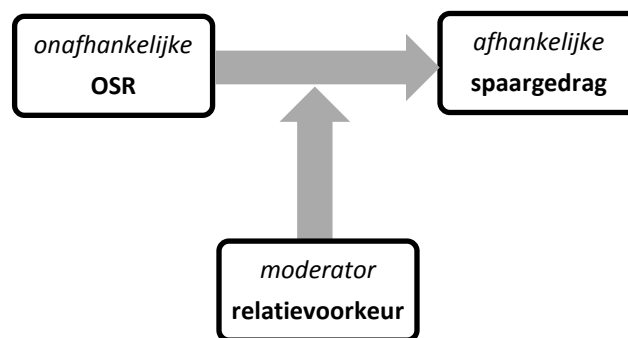 onafhankelijke
OSR
afhankelijke
spaargedrag
moderator
relatievoorkeur